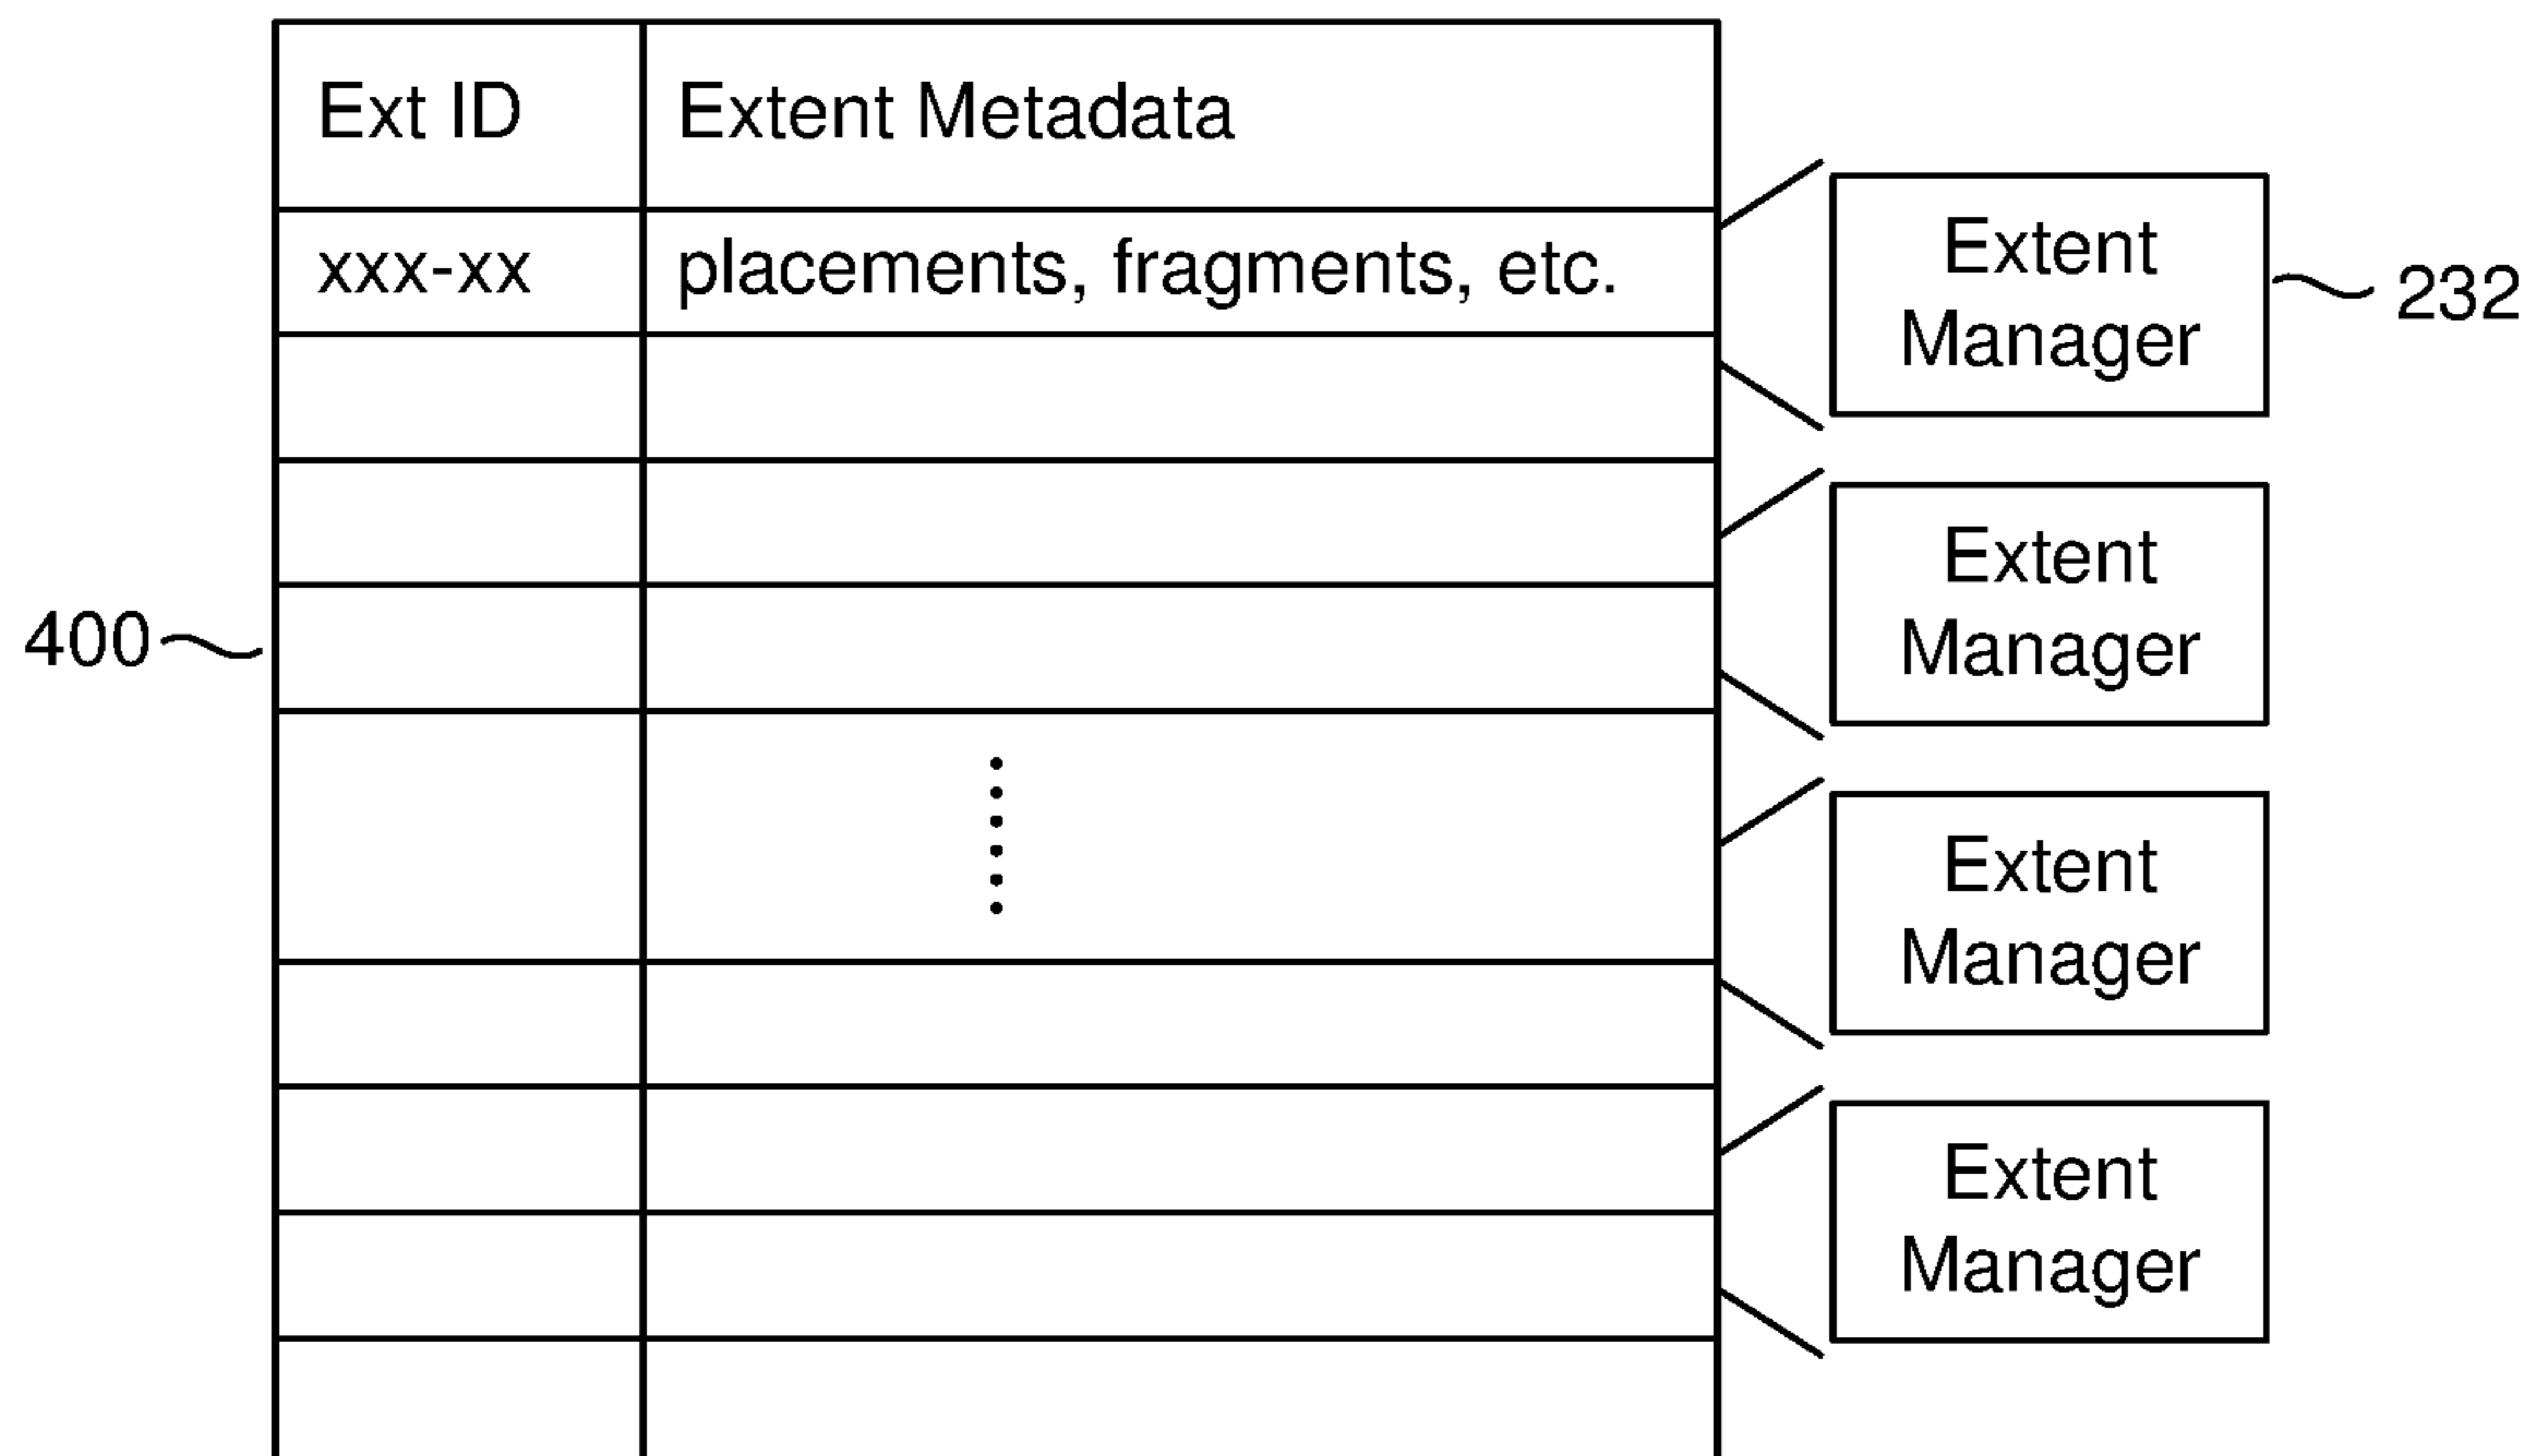 Ext ID
Extent Metadata
xxx-xx
placements, fragments, etc.
Extent
Manager
232
Extent
Manager
400
Extent
Manager
Extent
Manager